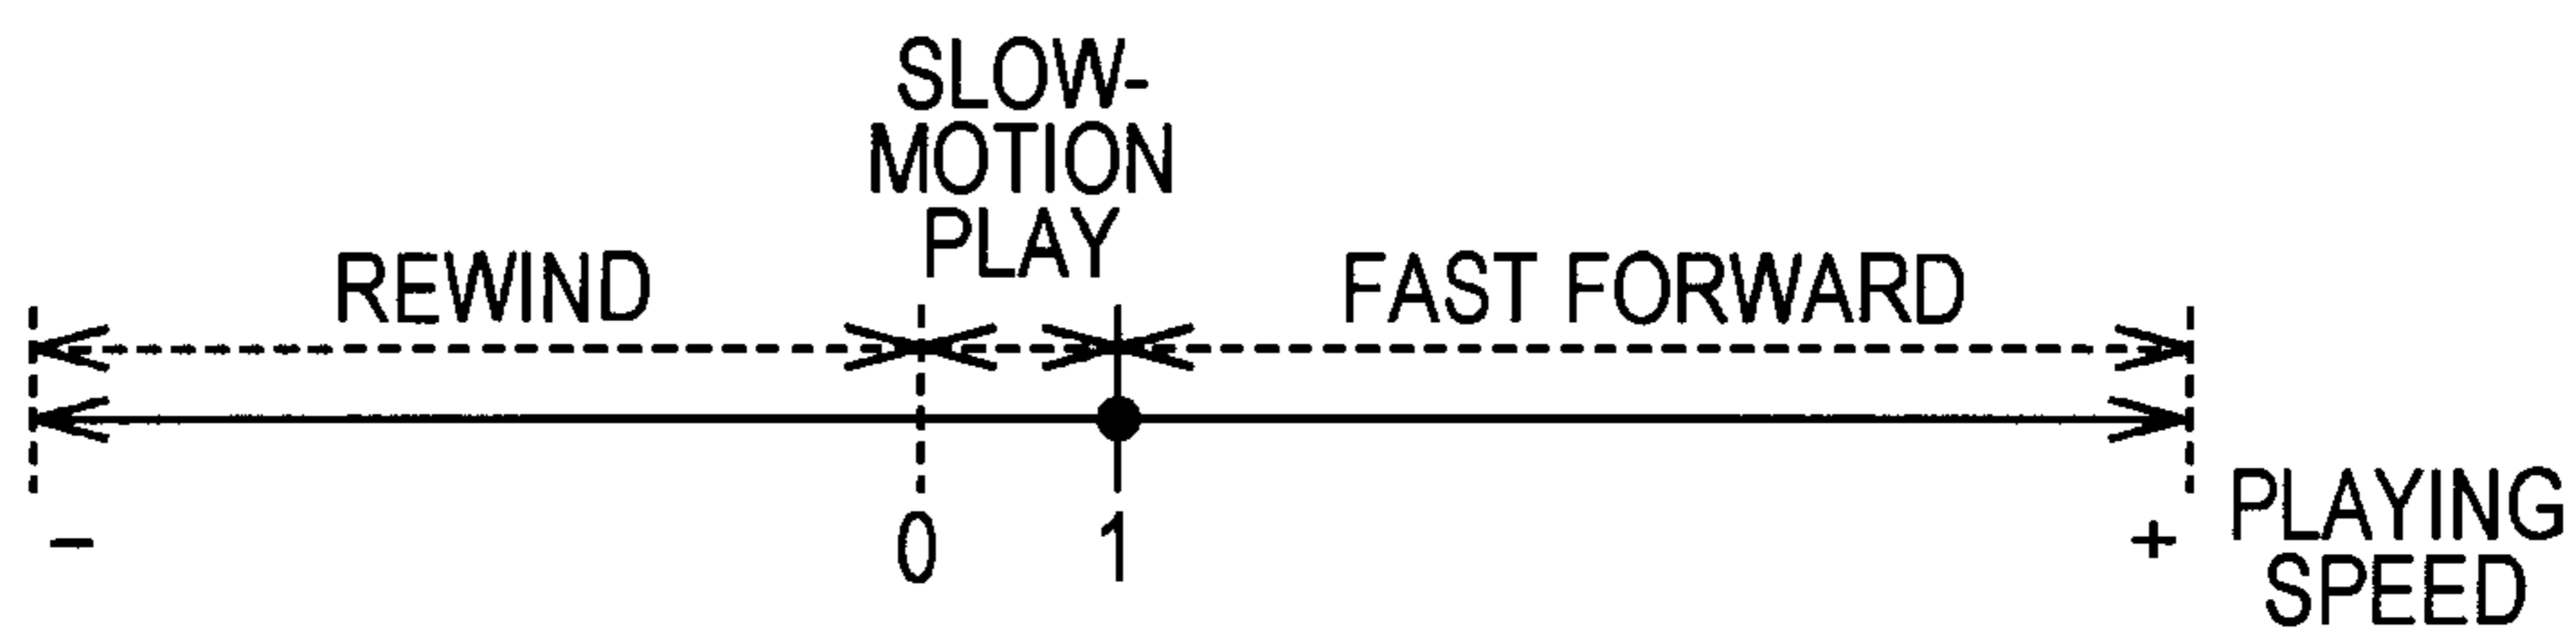 SLOW-
MOTION
PLAY
REWIND
FAST FORWARD
−
0
1
+
PLAYING
SPEED